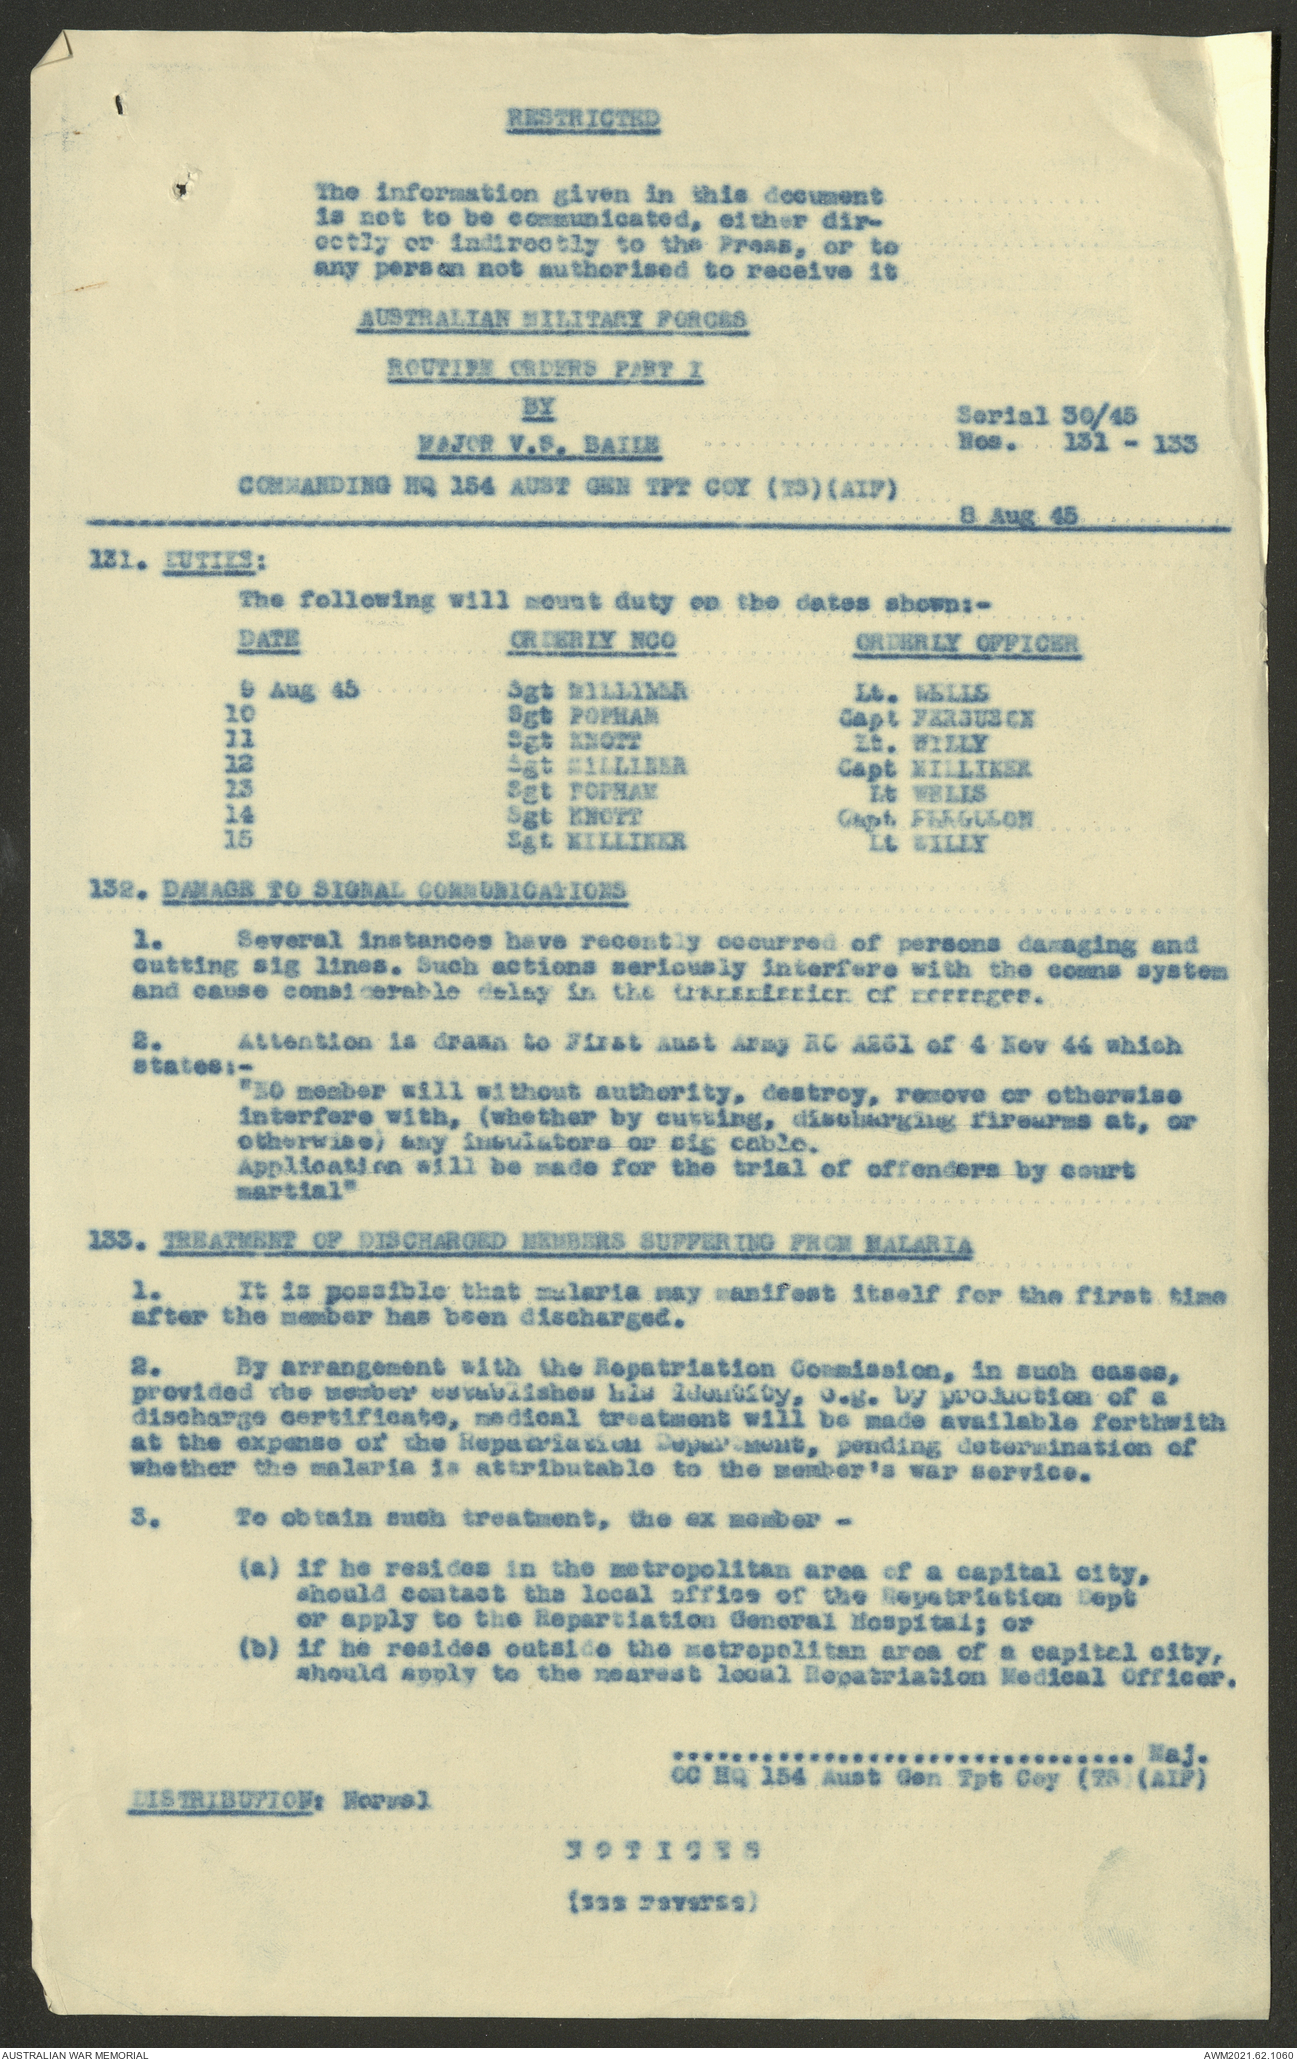 RESTRICTED
The information given in this document
is not to be communicated, either dir-
ectly or indirectly to the Press, or to
any person not authorised to receive it
AUSTRALIAN MILITARY FORCES
ROUTINE ORDERS PART I
BY
MAJOR V.S. BAILE
Serial 30/45
Nos. 131 - 133
COMMANDING HQ 154 AUST GEN TPT COY (TS)(AIF)
8 Aug 45
131. DUTIES:
The following will mount duty on the dates shown:-
DATE ORDERLY NCO ORDERLY OFFICER
9 Aug 45 Sgt MILLINER Lt. WELLS
10 Sgt POPHAM Capt FERGUSON
11 Sgt KNOTT Lt. WILLY
12 Sgt MILLINER Capt MILLIKER
13 Sgt POPHAM Lt WELLS
14 Sgt KNOTT Capt FERGUSON
15 Sgt MILLINER Lt WILLY
132. DAMAGE TO SIGNAL COMMUNICATIONS
1. Several instances have recently occurred of persons damaging and
cutting sig lines. Such actions seriously interfere with the comns system
and cause considerable delay in the transmission of messages.
2. Attention is drawn to First Aust Army RO A261 of 4 Nov 44 which
states:-
"NO member will without authority, destroy, remove or otherwise
interfere with, (whether by cutting, discharging firearms at, or
otherwise) any insulators or sig cable.
Application will be made for the trial of offenders by court
martial"
133. TREATMENT OF DISCHARGED MEMBERS SUFFERING FROM MALARIA
1. It is possible that malaria may manifest itself for the first time
after the member has been discharged.
2. By arrangement with the Repatriation Commission, in such cases,
provided the member establishes his identity, e.g. by production of a
discharge certificate, medical treatment will be made available forthwith
at the expense of the Repatriation Department, pending determination of
whether the malaria is attributable to the member's war service.
3. To obtain such treatment, the ex member -
(a) if he resides in the metropolitan area of a capital city,
should contact the local office of the Repatriation Dept
or apply to the Repartiation General Hospital; or
(b) if he resides outside the metropolitan area of a capital city,
should apply to the nearest local Repatriation Medical Officer.
............................... Maj.
OC HQ 154 Aust Gen Tpt Coy (TS (AIF)
DISTRIBUTION: Normal
N O T I C E S
(see reverse)
AUSTRALIAN WAR MEMORIAL
AWM2021.62.1060